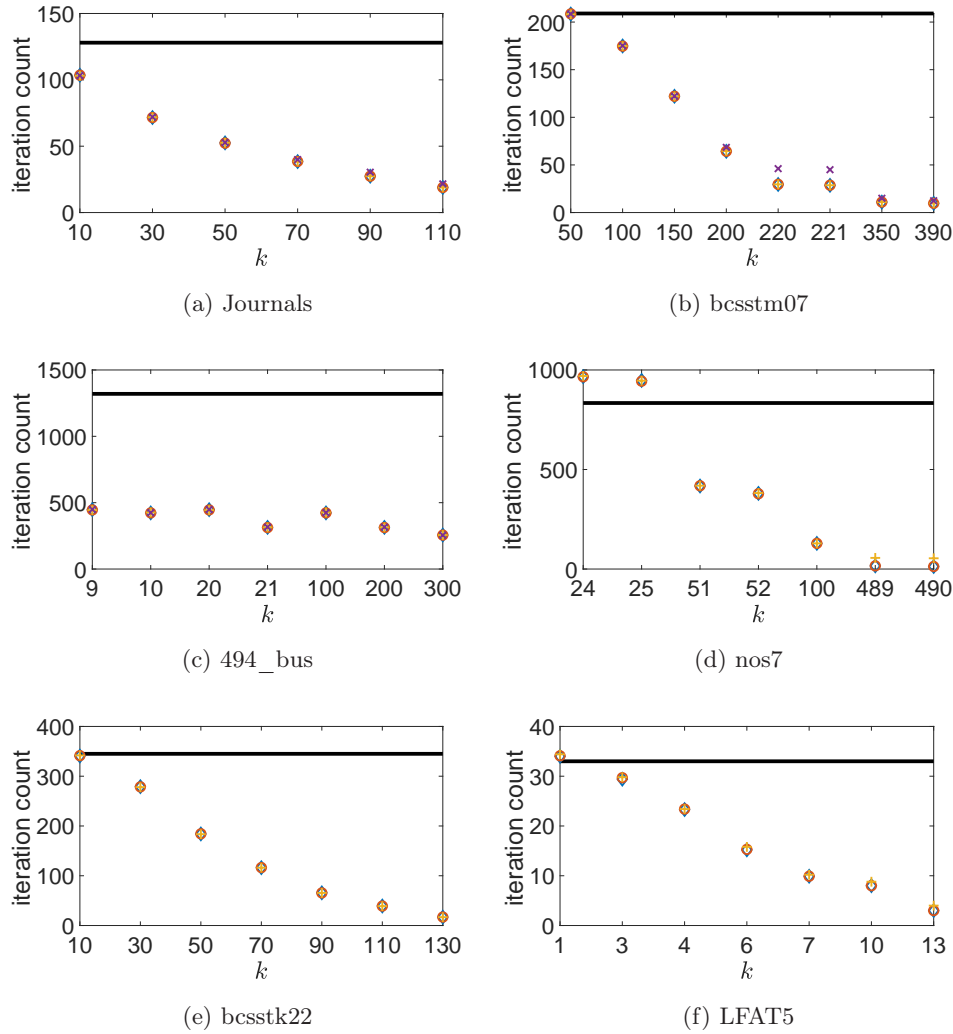 150
100
50
0
iteration count
10 30 50 70 90 110
k
(a) Journals
200
150
100
50
0
iteration count
50 100 150 200 220 221 350 390
k
(b) bcsstm07
1500
1000
500
0
iteration count
9 10 20 21 100 200 300
k
(c) 494_bus
1000
500
0
iteration count
24 25 51 52 100 489 490
k
(d) nos7
400
300
200
100
0
iteration count
10 30 50 70 90 110 130
k
(e) bcsstk22
40
30
20
10
0
iteration count
1 3 4 6 7 10 13
k
(f) LFAT5